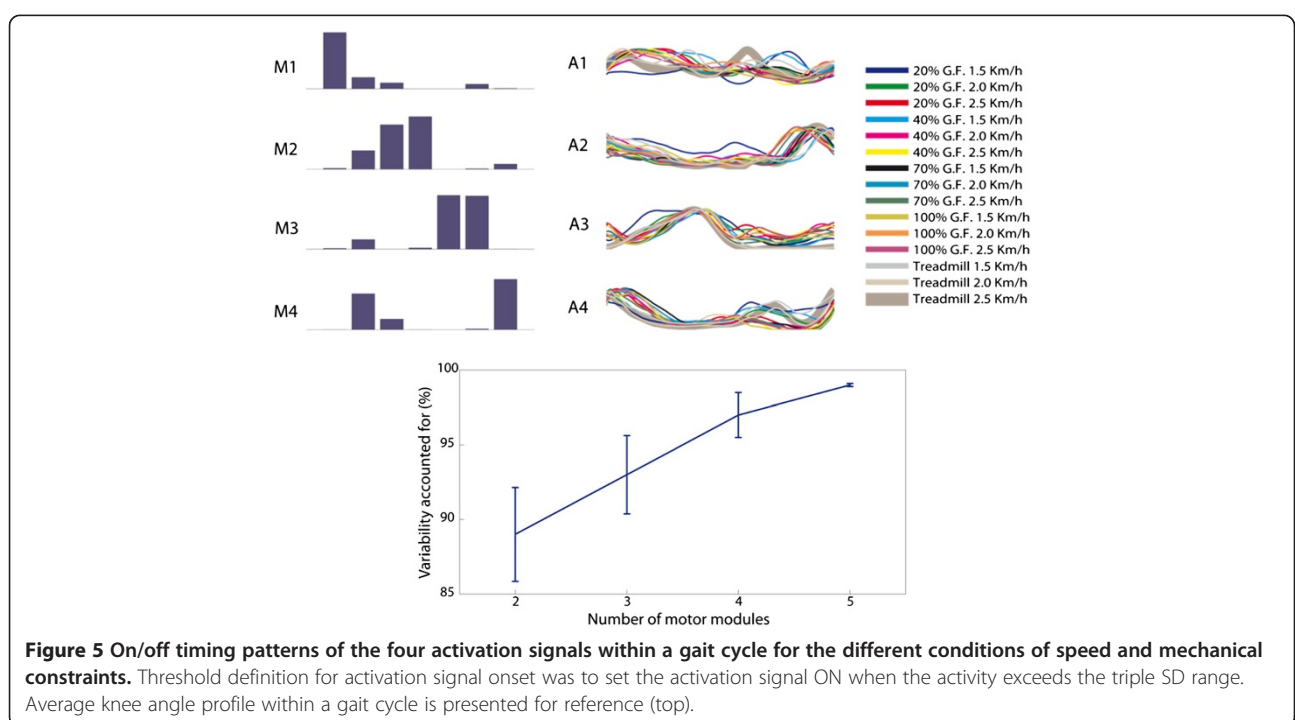 M1
M2
M3
M4
A1
A2
A3
A4
20% G.F. 1.5 Km/h
20% G.F. 2.0 Km/h
20% G.F. 2.5 Km/h
40% G.F. 1.5 Km/h
40% G.F. 2.0 Km/h
40% G.F. 2.5 Km/h
70% G.F. 1.5 Km/h
70% G.F. 2.0 Km/h
70% G.F. 2.5 Km/h
100% G.F. 1.5 Km/h
100% G.F. 2.0 Km/h
100% G.F. 2.5 Km/h
Treadmill 1.5 Km/h
Treadmill 2.0 Km/h
Treadmill 2.5 Km/h
Variability accounted for (%)
100
95
90
85
2 3 4 5
Number of motor modules
Figure 5 On/off timing patterns of the four activation signals within a gait cycle for the different conditions of speed and mechanical
constraints. Threshold definition for activation signal onset was to set the activation signal ON when the activity exceeds the triple SD range.
Average knee angle profile within a gait cycle is presented for reference (top).